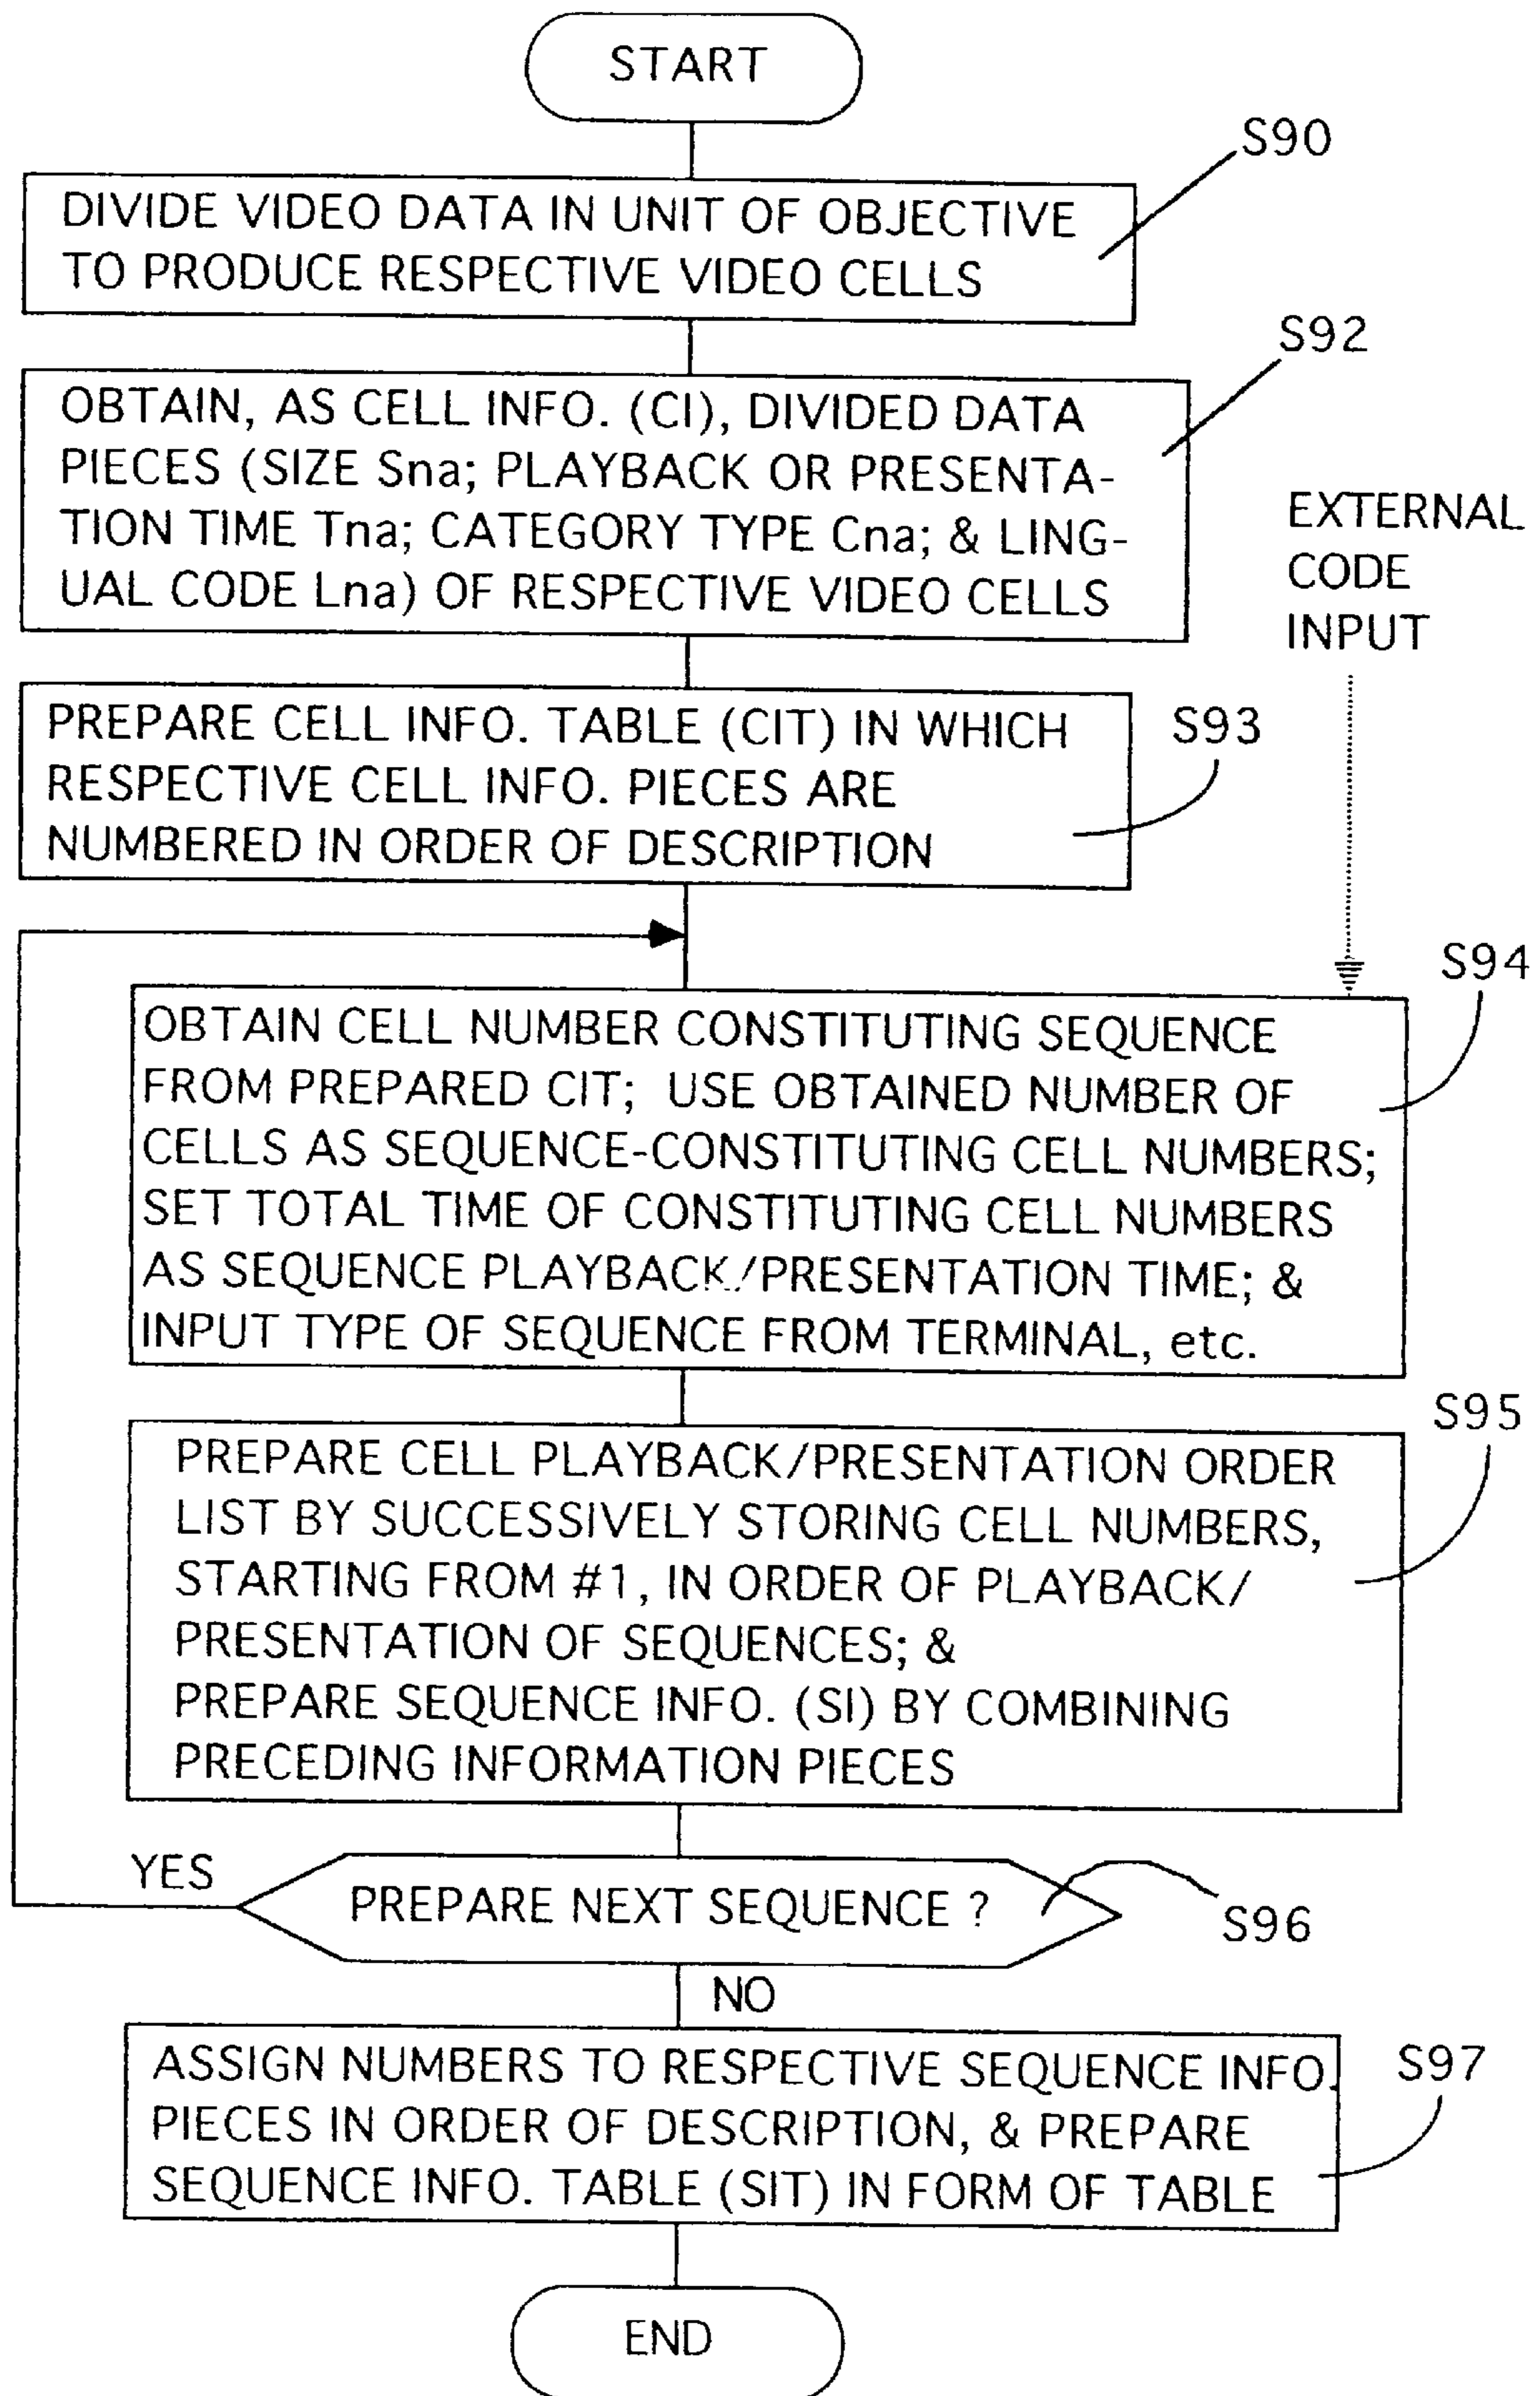 START
S90
DIVIDE VIDEO DATA IN UNIT OF OBJECTIVE
TO PRODUCE RESPECTIVE VIDEO CELLS
S92
OBTAIN, AS CELL INFO. (CI), DIVIDED DATA
PIECES (SIZE Sna; PLAYBACK OR PRESENTA-
TION TIME Tna; CATEGORY TYPE Cna; & LING-
UAL CODE Lna) OF RESPECTIVE VIDEO CELLS
EXTERNAL
CODE
INPUT
S93
PREPARE CELL INFO. TABLE (CIT) IN WHICH
RESPECTIVE CELL INFO. PIECES ARE
NUMBERED IN ORDER OF DESCRIPTION
S94
OBTAIN CELL NUMBER CONSTITUTING SEQUENCE
FROM PREPARED CIT; USE OBTAINED NUMBER OF
CELLS AS SEQUENCE-CONSTITUTING CELL NUMBERS;
SET TOTAL TIME OF CONSTITUTING CELL NUMBERS
AS SEQUENCE PLAYBACK/PRESENTATION TIME; &
INPUT TYPE OF SEQUENCE FROM TERMINAL, etc.
S95
PREPARE CELL PLAYBACK/PRESENTATION ORDER
LIST BY SUCCESSIVELY STORING CELL NUMBERS,
STARTING FROM #1, IN ORDER OF PLAYBACK/
PRESENTATION OF SEQUENCES; &
PREPARE SEQUENCE INFO. (SI) BY COMBINING
PRECEDING INFORMATION PIECES
YES
PREPARE NEXT SEQUENCE ?
S96
NO
ASSIGN NUMBERS TO RESPECTIVE SEQUENCE INFO.
PIECES IN ORDER OF DESCRIPTION, & PREPARE
SEQUENCE INFO. TABLE (SIT) IN FORM OF TABLE
S97
END